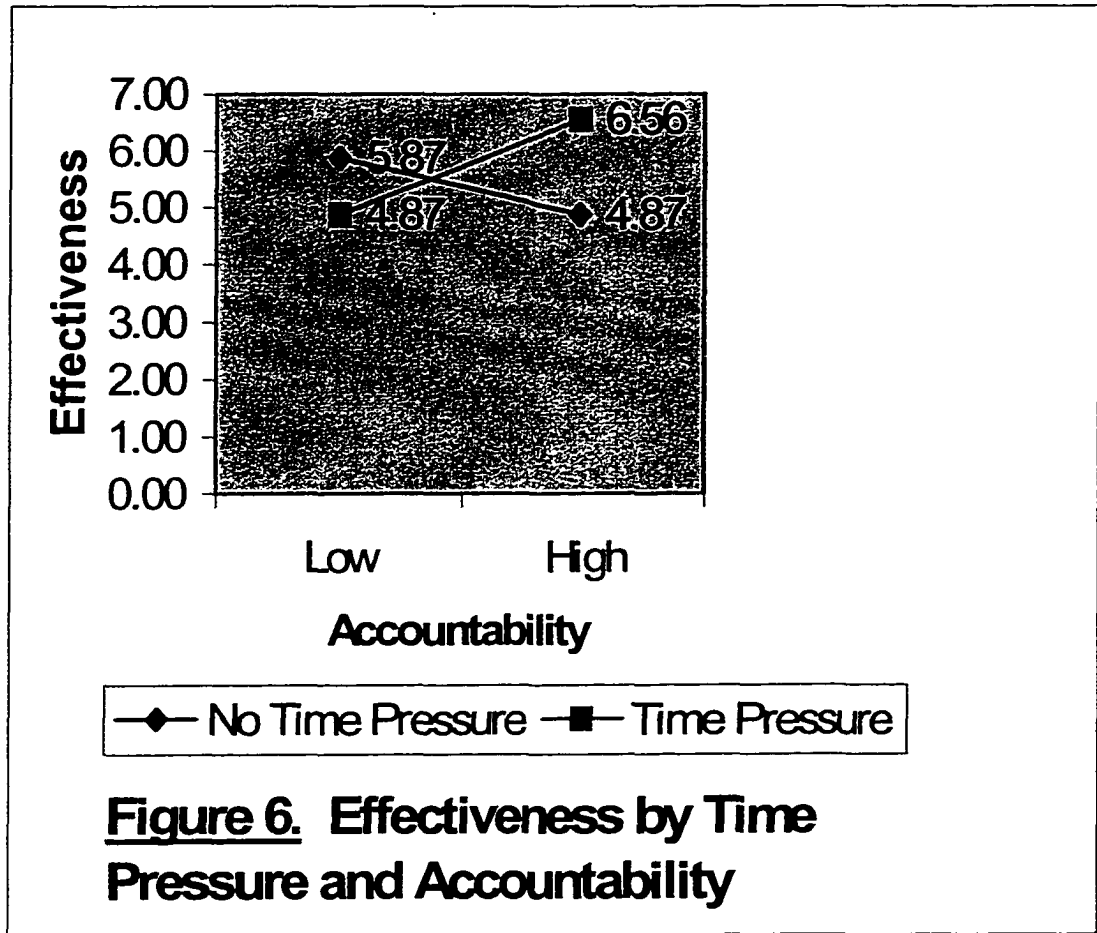 7.00
6.00
5.00
4.00
3.00
2.00
1.00
0.00
Effectiveness
5.87
4.87
6.56
4.87
Low High
Accountability
No Time Pressure Time Pressure
Figure 6. Effectiveness by Time
Pressure and Accountability